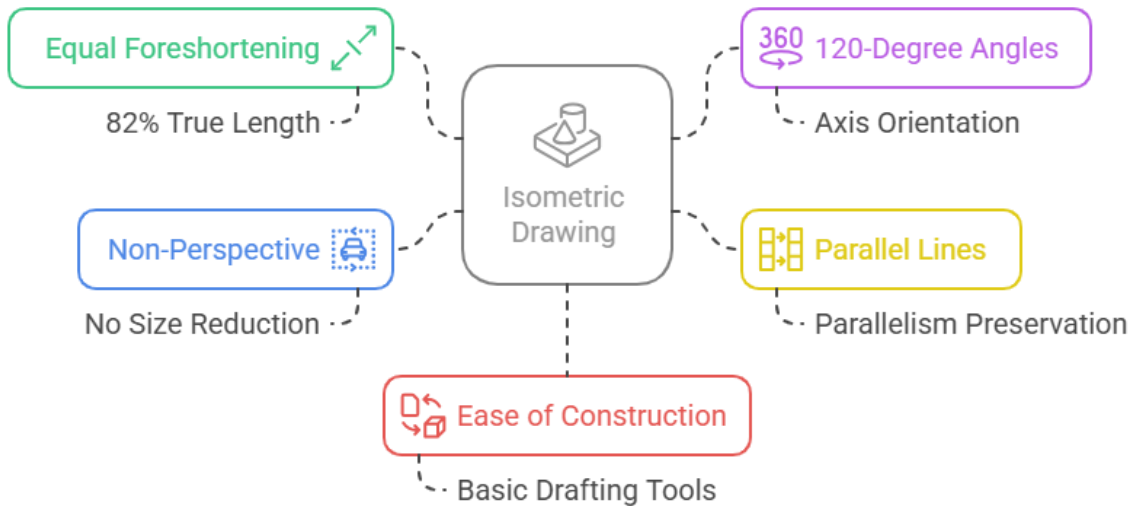 Equal Foreshortening
82% True Length
Non-Perspective
No Size Reduction
Isometric
Drawing
360
120-Degree Angles
Axis Orientation
Parallel Lines
Parallelism Preservation
Ease of Construction
Basic Drafting Tools